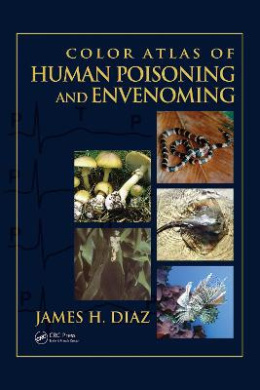 COLOR ATLAS OF
HUMAN POISONING
AND ENVENOMING
P T P
P
P
JAMES H. DIAZ
CRC Press